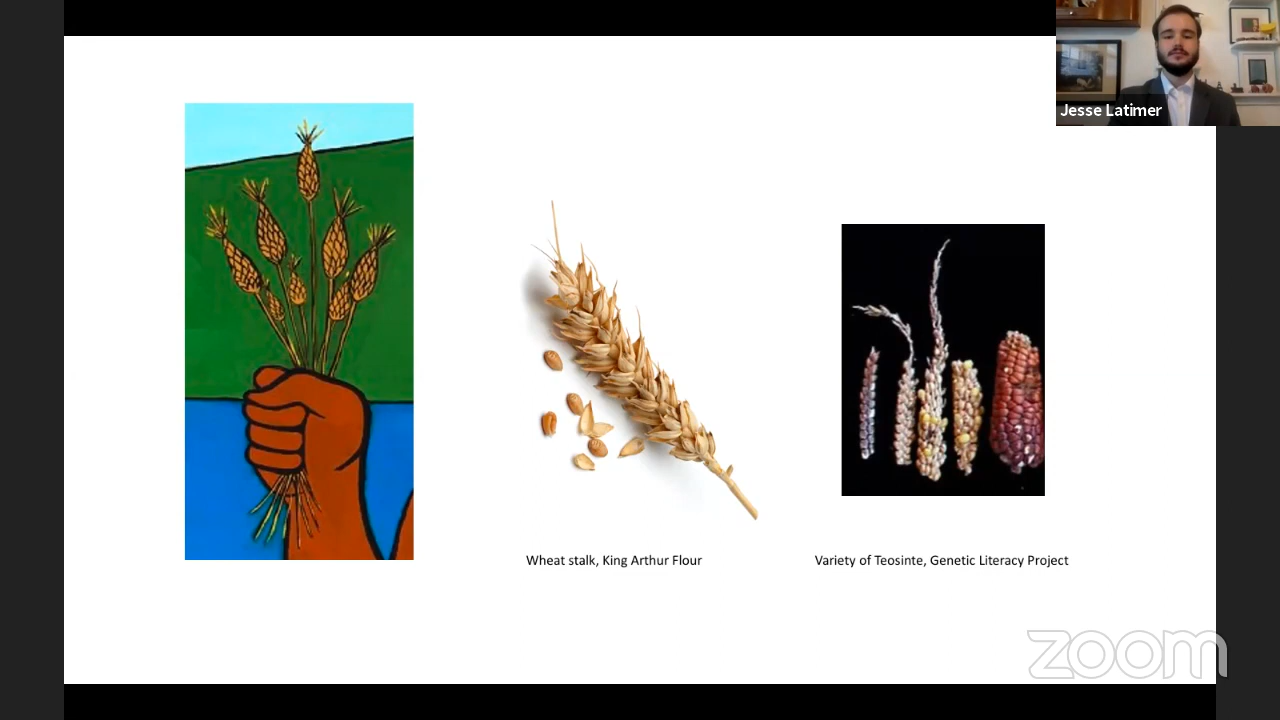 Jesse Latimer
Wheat stalk, King Arthur Flour
Variety of Teosinte, Genetic Literacy Project
zoom